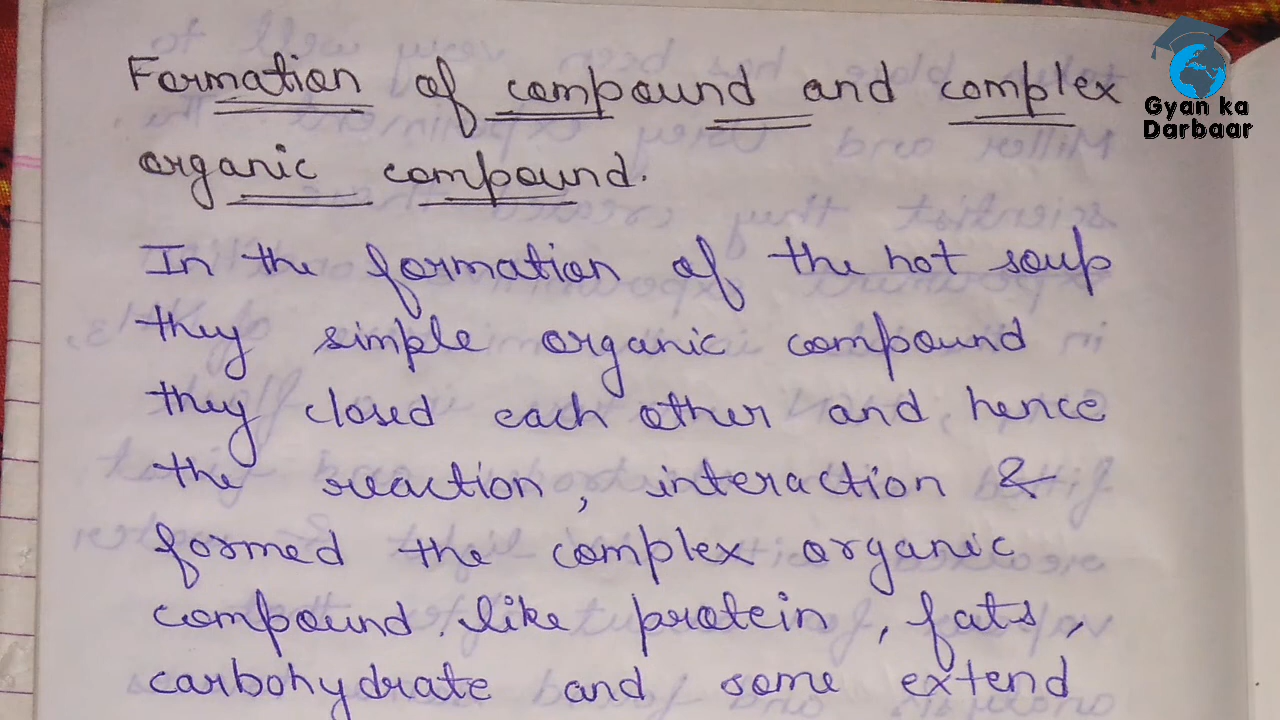 Gyan ka
Darbaar
Formation of compound and complex
organic compound.
In the formation of the hot soup
they simple organic compound
they closed each other and hence
the reaction, interaction &
formed the complex organic
compound. like protein, fats,
carbohydrate and some extend